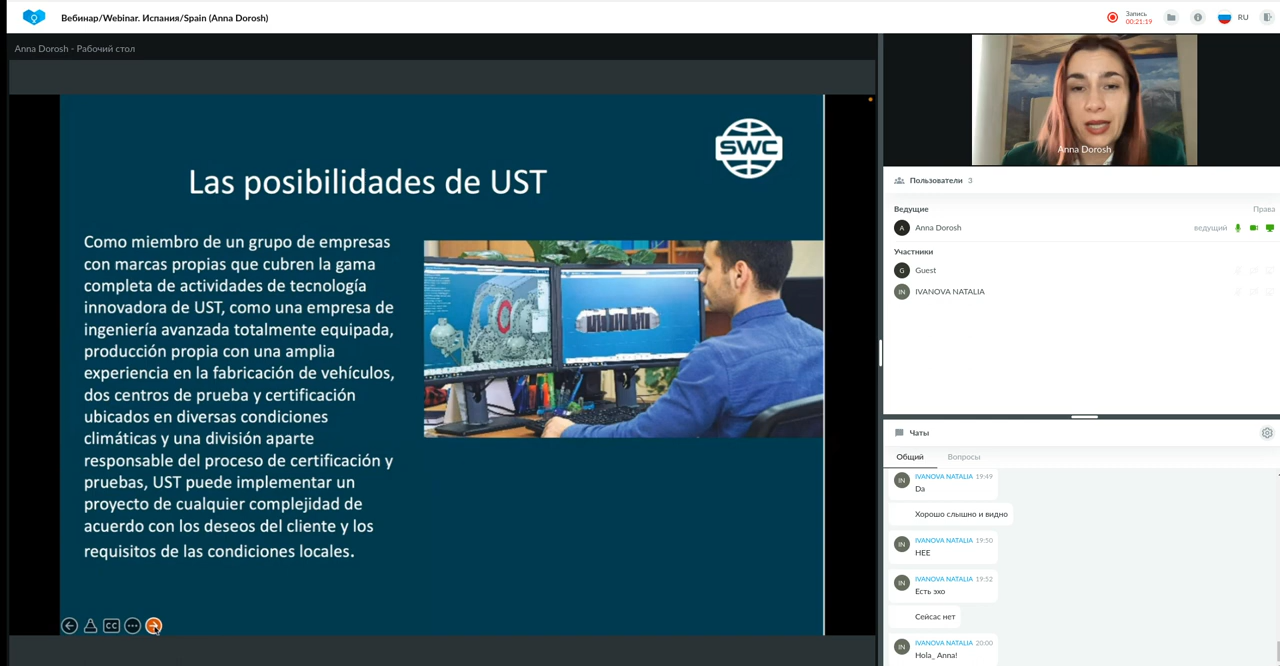 Вебинар/Webinar. Испания/Spain (Anna Dorosh)
Запись
00:21:19
RU
Anna Dorosh - Рабочий стол
SWC
Las posibilidades de UST
Como miembro de un grupo de empresas
con marcas propias que cubren la gama
completa de actividades de tecnología
innovadora de UST, como una empresa de
ingeniería avanzada totalmente equipada,
producción propia con una amplia
experiencia en la fabricación de vehículos,
dos centros de prueba y certificación
ubicados en diversas condiciones
climáticas y una división aparte
responsable del proceso de certificación y
pruebas, UST puede implementar un
proyecto de cualquier complejidad de
acuerdo con los deseos del cliente y los
requisitos de las condiciones locales.
CC
Anna Dorosh
Пользователи 3
Ведущие Права
A Anna Dorosh ведущий
Участники
G Guest
IN IVANOVA NATALIA
Чаты
Общий Вопросы
IN IVANOVA NATALIA 19:49
Da
Хорошо слышно и видно
IN IVANOVA NATALIA 19:50
HEE
IN IVANOVA NATALIA 19:52
Есть эхо
Сейсас нет
IN IVANOVA NATALIA 20:00
Hola_ Anna!